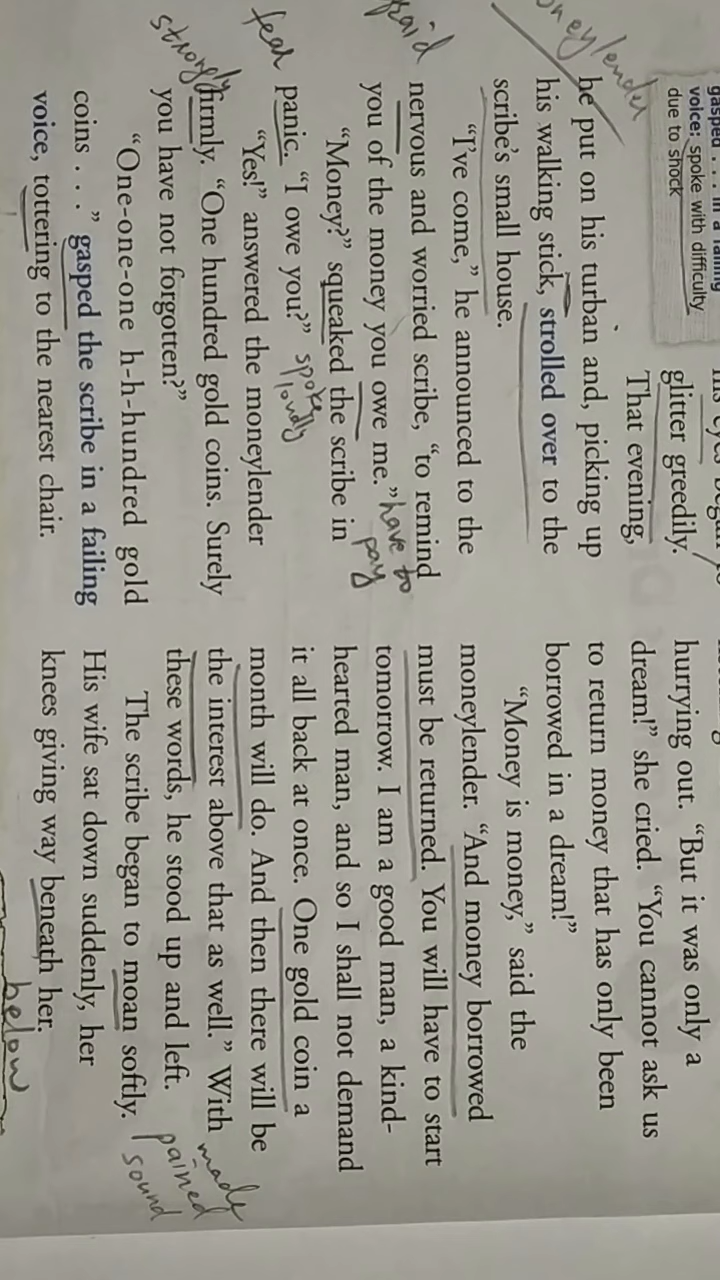 gasped . . . in a failing
voice: spoke with difficulty
due to shock
glitter greedily.
That evening,
he put on his turban and, picking up
his walking stick, strolled over to the
scribe's small house.
"I've come," he announced to the
nervous and worried scribe, "to remind
you of the money you owe me."
"Money?" squeaked the scribe in
panic. "I owe you?"
"Yes!" answered the moneylender
firmly. "One hundred gold coins. Surely
you have not forgotten?"
"One-one-one h-h-hundred gold
coins . . ." gasped the scribe in a failing
voice, tottering to the nearest chair.
have to
pay
spoke
loudly
fear
strongly
hurrying out. "But it was only a
dream!" she cried. "You cannot ask us
to return money that has only been
borrowed in a dream!"
"Money is money," said the
moneylender. "And money borrowed
must be returned. You will have to start
tomorrow. I am a good man, a kind-
hearted man, and so I shall not demand
it all back at once. One gold coin a
month will do. And then there will be
the interest above that as well." With
these words, he stood up and left.
The scribe began to moan softly.
His wife sat down suddenly, her
knees giving way beneath her.
made
pained
sound
below